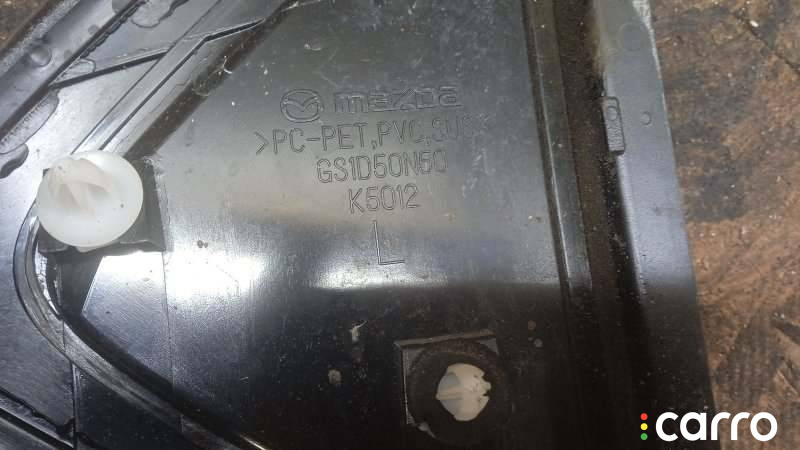 mazda
>PC-PET,PVC,SUS<
GS1D50N50
K5012
L
carro